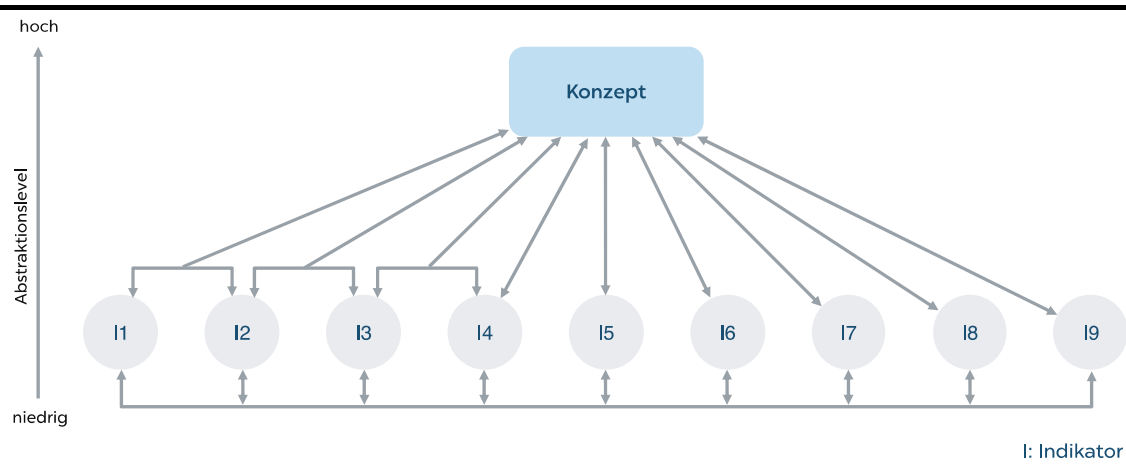 hoch
Konzept
Abstraktionslevel
I1 I2 I3 I4 I5 I6 I7 I8 I9
niedrig
I: Indikator